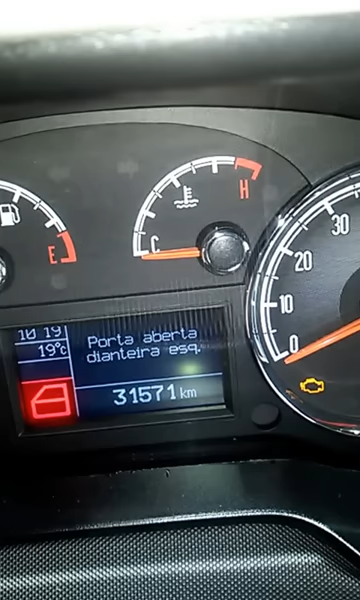 H
E
C
30
20
10
0
10 19
19°C
Porta aberta
dianteira esq.
31571 km